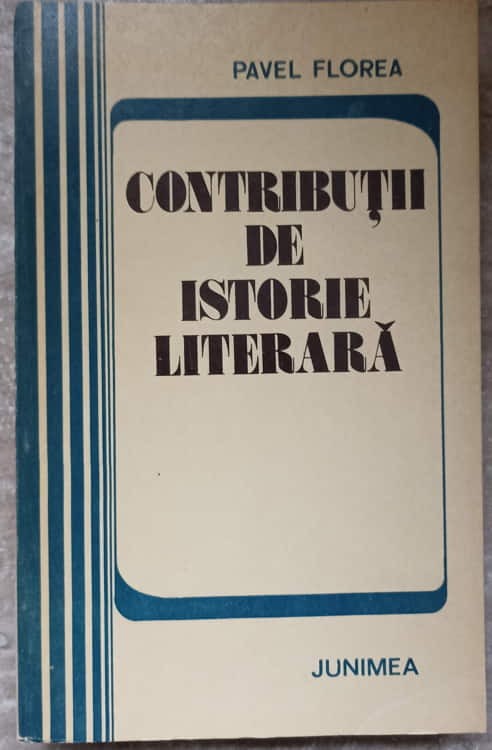 PAVEL FLOREA
CONTRIBUȚII
DE
ISTORIE
LITERARĂ
JUNIMEA